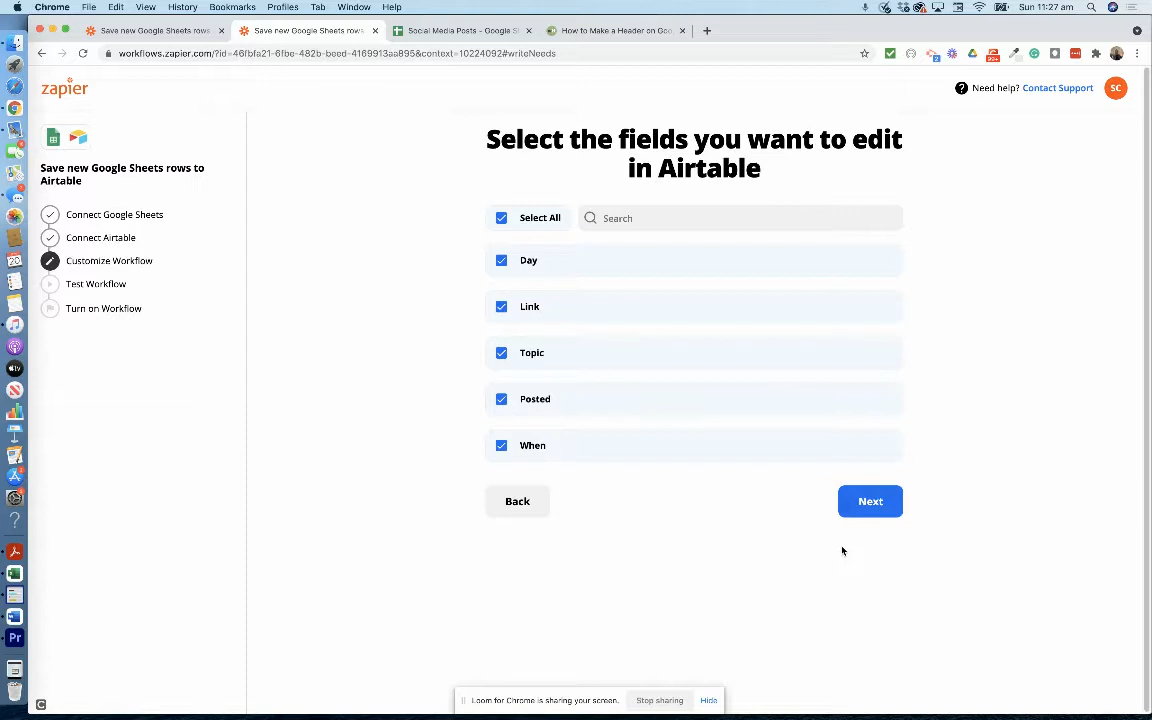 Chrome File Edit View History Bookmarks Profiles Tab Window Help Sun 11:27 am
Save new Google Sheets rows
Save new Google Sheets rows
Social Media Posts - Google S
How to Make a Header on Goo
workflows.zapier.com/?id=46fbfa21-6fbe-482b-beed-4169913aa895&context=10224092#writeNeeds
zapier
Need help? Contact Support
SC
Save new Google Sheets rows to
Airtable
Connect Google Sheets
Connect Airtable
Customize Workflow
Test Workflow
Turn on Workflow
Select the fields you want to edit
in Airtable
Select All
Search
Day
Link
Topic
Posted
When
Back
Next
Loom for Chrome is sharing your screen. Stop sharing Hide